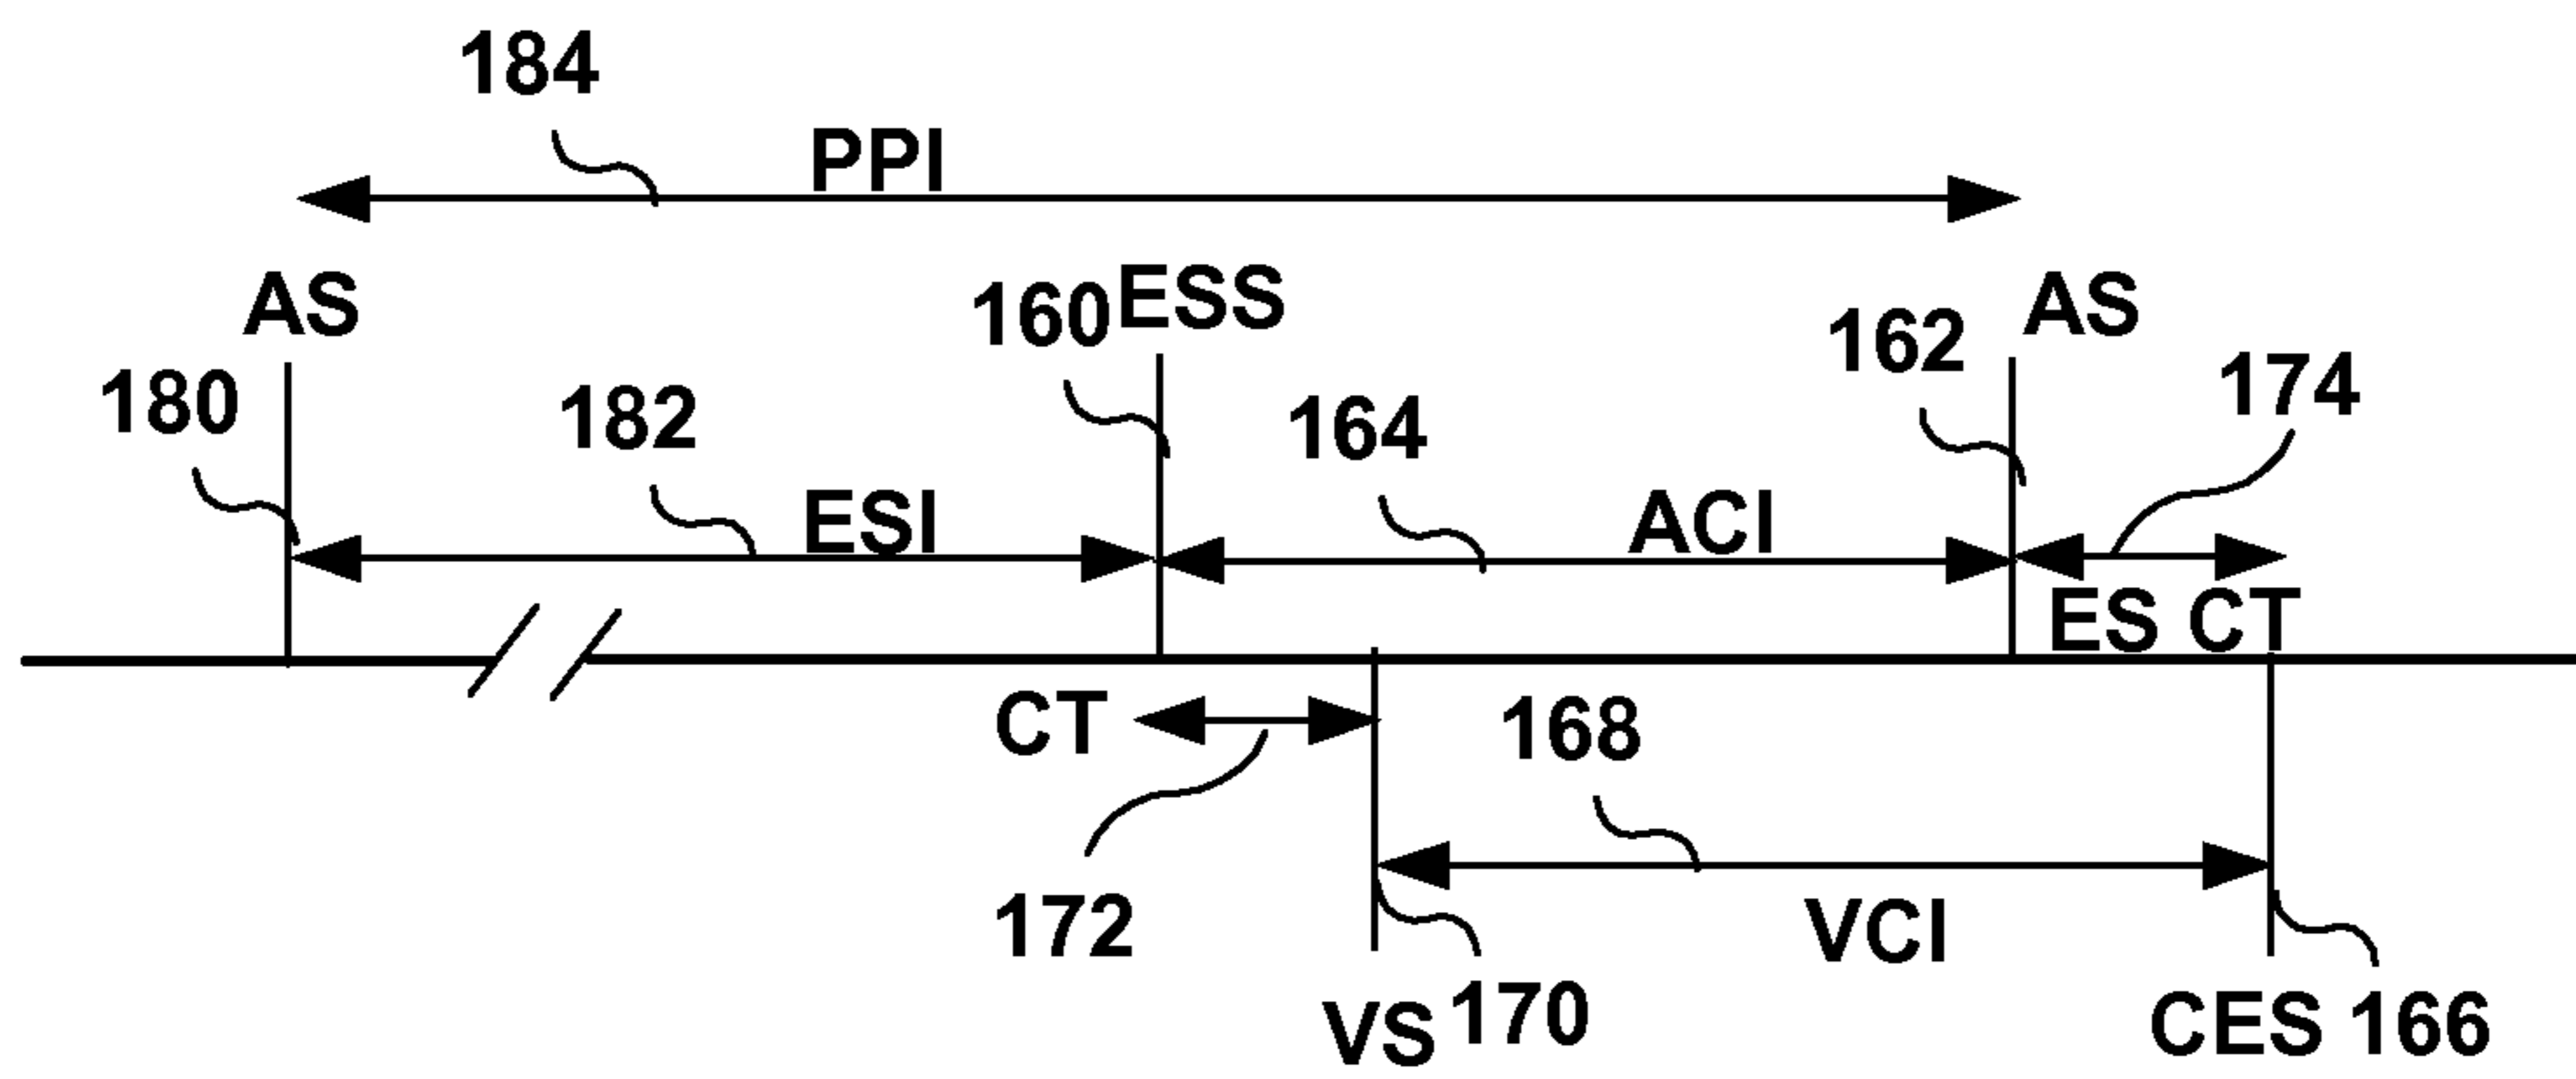 184
PPI
AS
160
ESS
162
AS
180
182
164
174
ESI
ACI
ES CT
CT
168
172
VCI
VS
170
CES 166